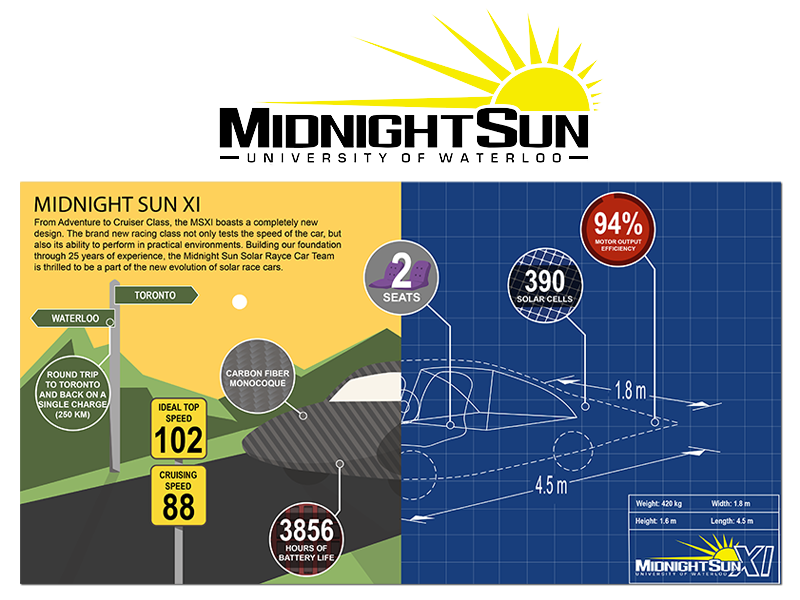 MIDNIGHTSUN
UNIVERSITY OF WATERLOO
MIDNIGHT SUN XI
From Adventure to Cruiser Class, the MSXI boasts a completely new
design. The brand new racing class not only tests the speed of the car, but
also its ability to perform in practical environments. Building our foundation
through 25 years of experience, the Midnight Sun Solar Rayce Car Team
is thrilled to be a part of the new evolution of solar race cars.
TORONTO
WATERLOO
ROUND TRIP
TO TORONTO
AND BACK ON A
SINGLE CHARGE
(250 KM)
IDEAL TOP
SPEED
102
CRUISING
SPEED
88
CARBON FIBER
MONOCOQUE
3856
HOURS OF
BATTERY LIFE
2
SEATS
390
SOLAR CELLS
94%
MOTOR OUTPUT
EFFICIENCY
1.8 m
4.5 m
Weight: 420 kg Width: 1.8 m
Height: 1.6 m Length: 4.5 m
MIDNIGHTSUN XI
UNIVERSITY OF WATERLOO